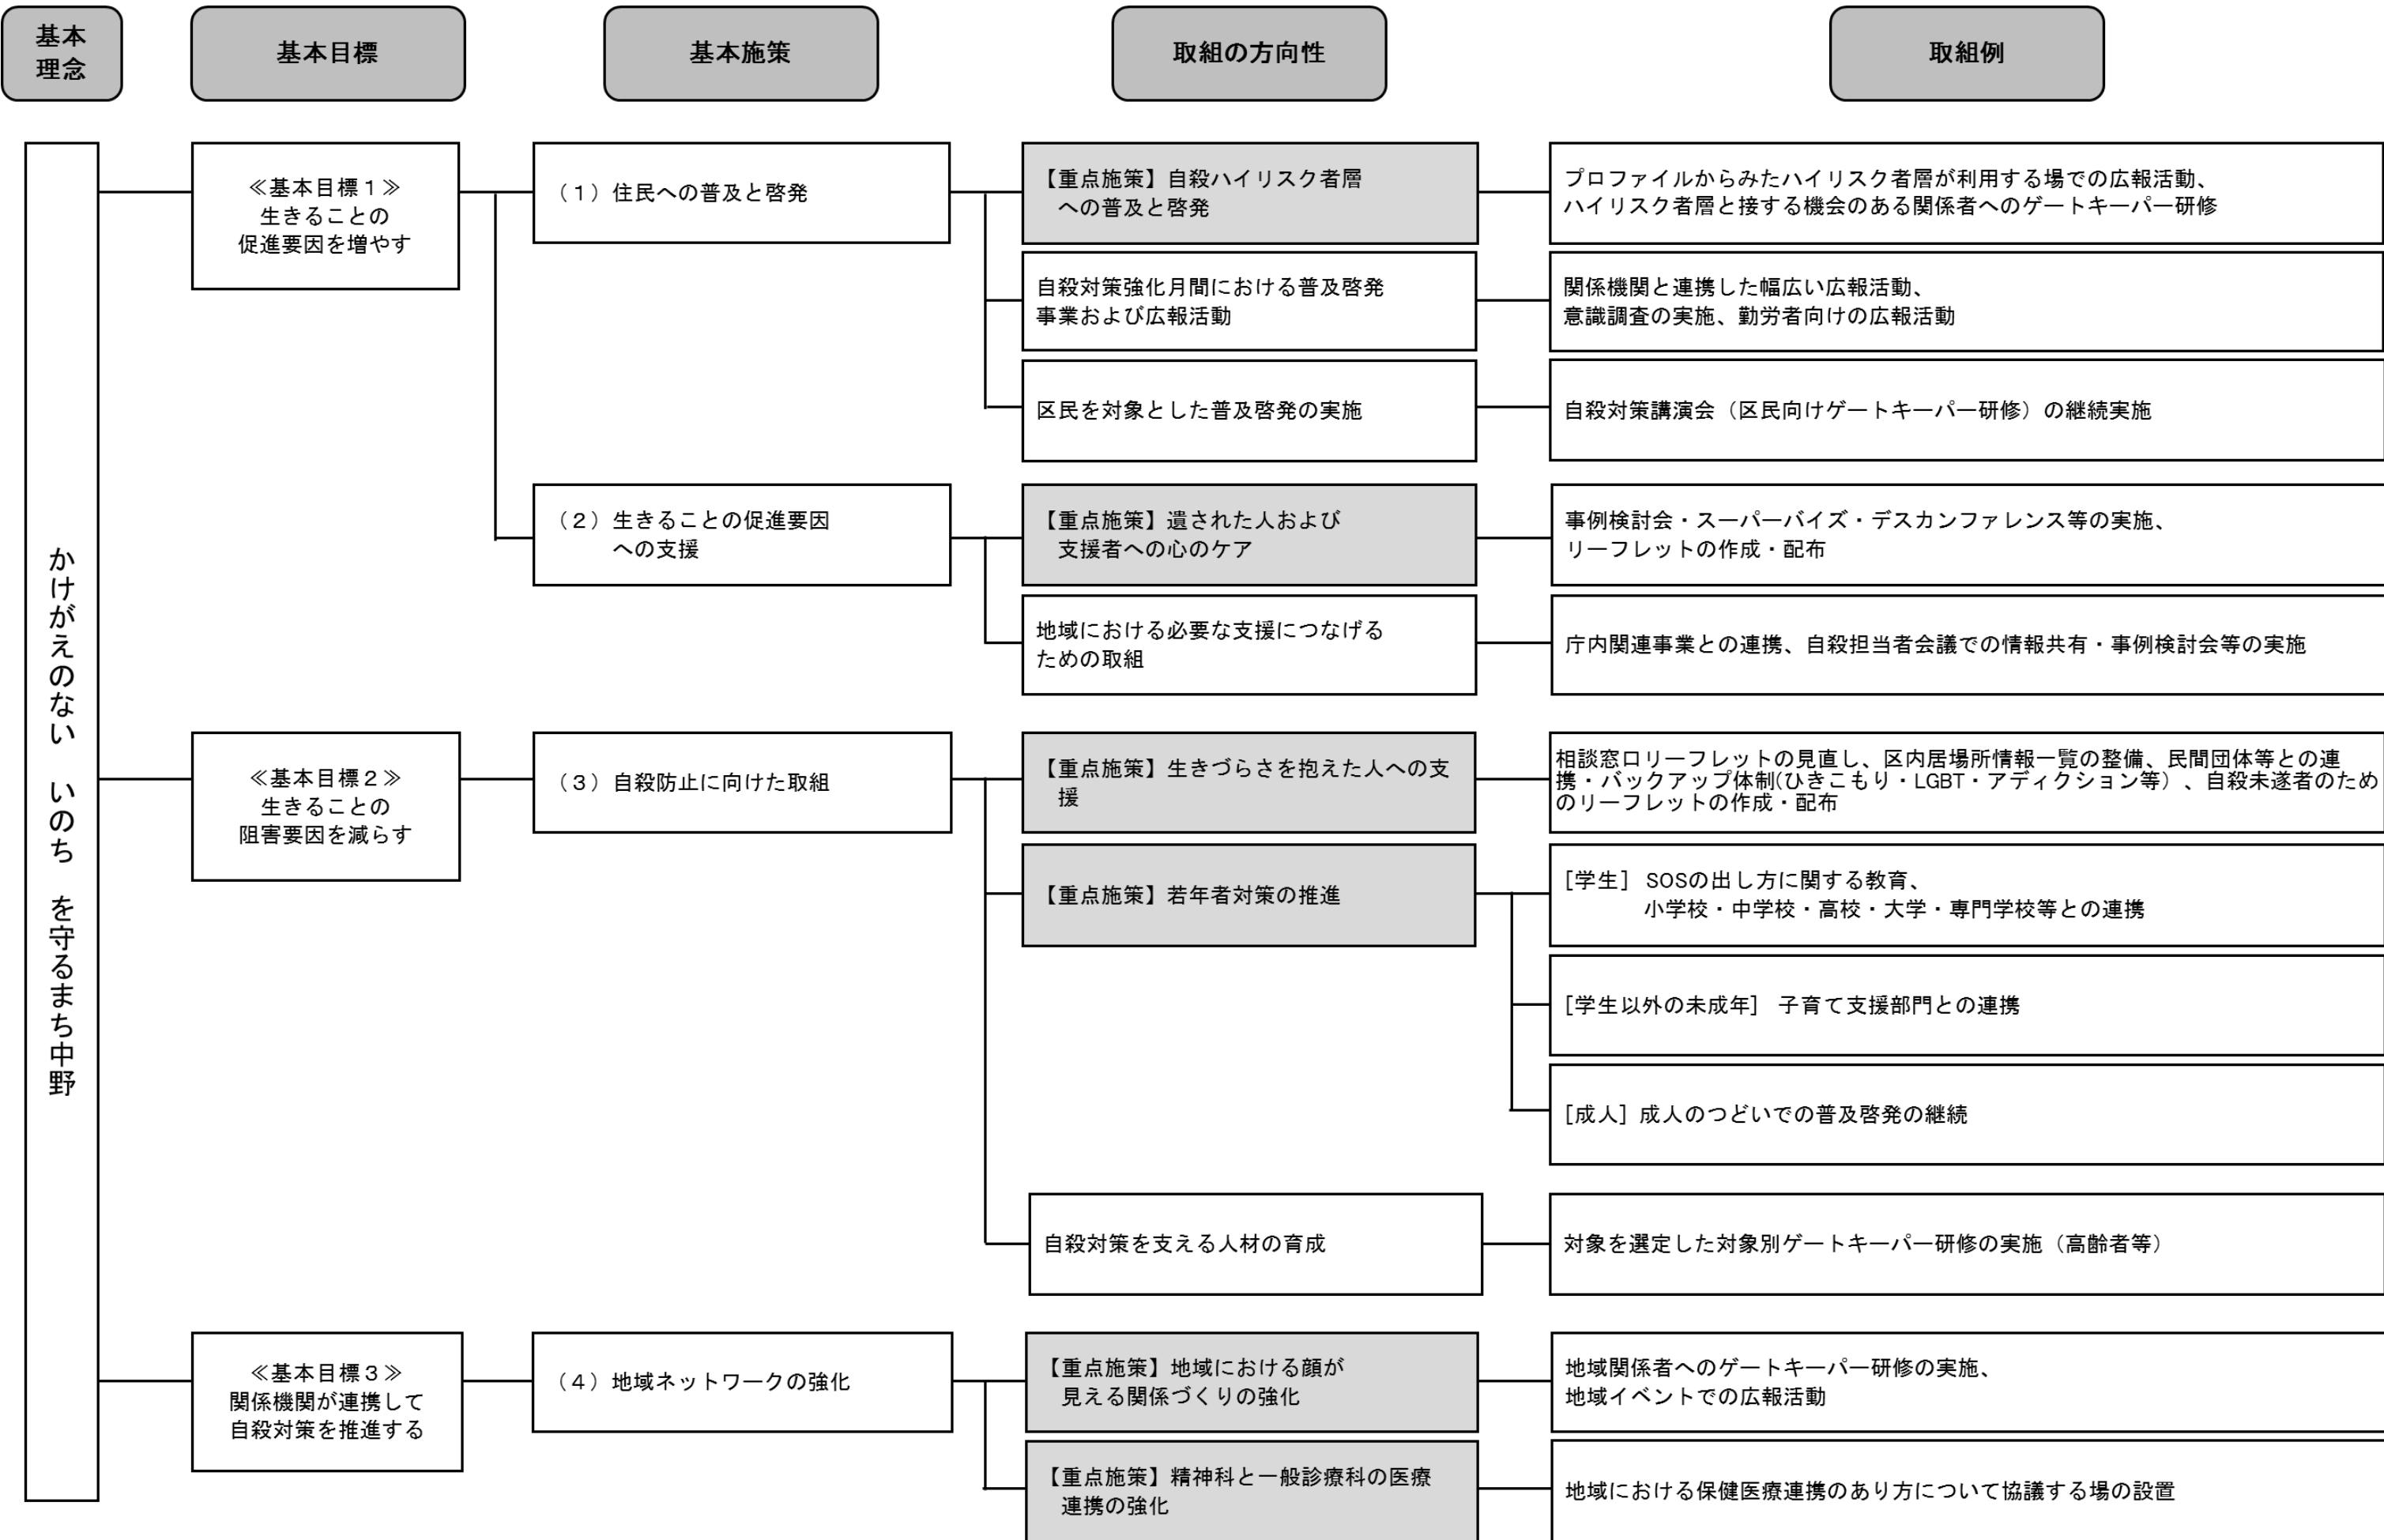 基本
理念
基本目標
基本施策
取組の方向性
取組例
かけがえのない いのち を守るまち中野
≪基本目標１≫
生きることの
促進要因を増やす
（１）住民への普及と啓発
【重点施策】自殺ハイリスク者層
への普及と啓発
プロファイルからみたハイリスク者層が利用する場での広報活動、
ハイリスク者層と接する機会のある関係者へのゲートキーパー研修
自殺対策強化月間における普及啓発
事業および広報活動
関係機関と連携した幅広い広報活動、
意識調査の実施、勤労者向けの広報活動
区民を対象とした普及啓発の実施
自殺対策講演会（区民向けゲートキーパー研修）の継続実施
（２）生きることの促進要因
への支援
【重点施策】遺された人および
支援者への心のケア
事例検討会・スーパーバイズ・デスカンファレンス等の実施、
リーフレットの作成・配布
地域における必要な支援につなげる
ための取組
庁内関連事業との連携、自殺担当者会議での情報共有・事例検討会等の実施
≪基本目標２≫
生きることの
阻害要因を減らす
（３）自殺防止に向けた取組
【重点施策】生きづらさを抱えた人への支
援
相談窓口リーフレットの見直し、区内居場所情報一覧の整備、民間団体等との連
携・バックアップ体制(ひきこもり・LGBT・アディクション等）、自殺未遂者のため
のリーフレットの作成・配布
【重点施策】若年者対策の推進
[学生］ SOSの出し方に関する教育、
小学校・中学校・高校・大学・専門学校等との連携
[学生以外の未成年］ 子育て支援部門との連携
[成人］成人のつどいでの普及啓発の継続
自殺対策を支える人材の育成
対象を選定した対象別ゲートキーパー研修の実施（高齢者等）
≪基本目標３≫
関係機関が連携して
自殺対策を推進する
（４）地域ネットワークの強化
【重点施策】地域における顔が
見える関係づくりの強化
地域関係者へのゲートキーパー研修の実施、
地域イベントでの広報活動
【重点施策】精神科と一般診療科の医療
連携の強化
地域における保健医療連携のあり方について協議する場の設置